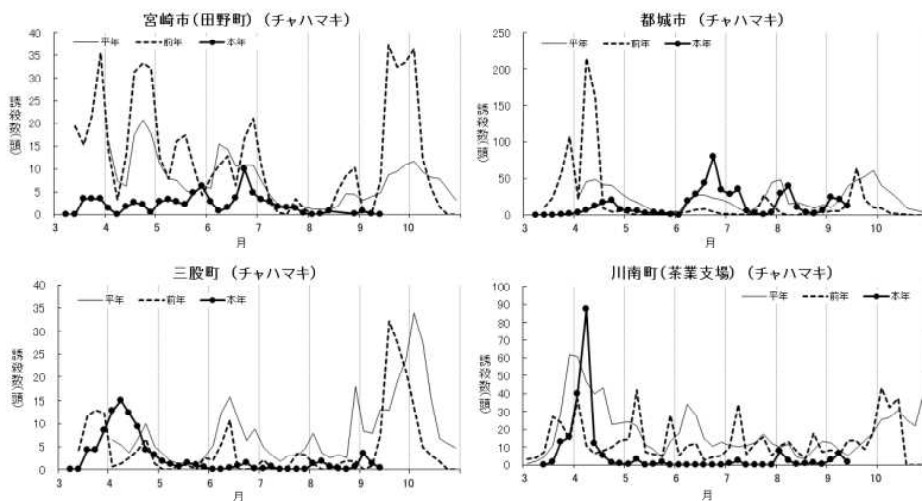 宮崎市(田野町) (チャハマキ)
平年 前年 本年
誘殺数(頭)
40
35
30
25
20
15
10
5
0
3 4 5 6 7 8 9 10
月
都城市 (チャハマキ)
平年 前年 本年
誘殺数(頭)
250
200
150
100
50
0
3 4 5 6 7 8 9 10
月
三股町 (チャハマキ)
平年 前年 本年
誘殺数(頭)
40
35
30
25
20
15
10
5
0
3 4 5 6 7 8 9 10
月
川南町(茶業支場) (チャハマキ)
平年 前年 本年
誘殺数(頭)
100
90
80
70
60
50
40
30
20
10
0
3 4 5 6 7 8 9 10
月